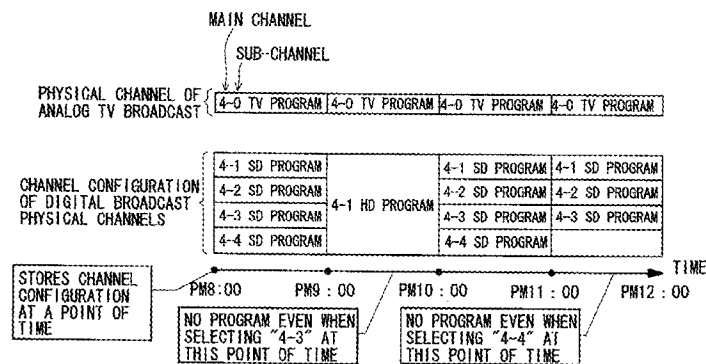 MAIN CHANNEL
SUB-CHANNEL
PHYSICAL CHANNEL OF
ANALOG TV BROADCAST
4-0 TV PROGRAM 4-0 TV PROGRAM 4-0 TV PROGRAM 4-0 TV PROGRAM
CHANNEL CONFIGURATION
OF DIGITAL BROADCAST
PHYSICAL CHANNELS
4-1 SD PROGRAM 4-1 SD PROGRAM 4-1 SD PROGRAM
4-2 SD PROGRAM 4-2 SD PROGRAM 4-2 SD PROGRAM
4-1 HD PROGRAM
4-3 SD PROGRAM 4-3 SD PROGRAM 4-3 SD PROGRAM
4-4 SD PROGRAM 4-4 SD PROGRAM
TIME
PM8:00 PM9:00 PM10:00 PM11:00 PM12:00
STORES CHANNEL
CONFIGURATION
AT A POINT OF
TIME
NO PROGRAM EVEN WHEN
SELECTING "4-3" AT
THIS POINT OF TIME
NO PROGRAM EVEN WHEN
SELECTING "4-4" AT
THIS POINT OF TIME